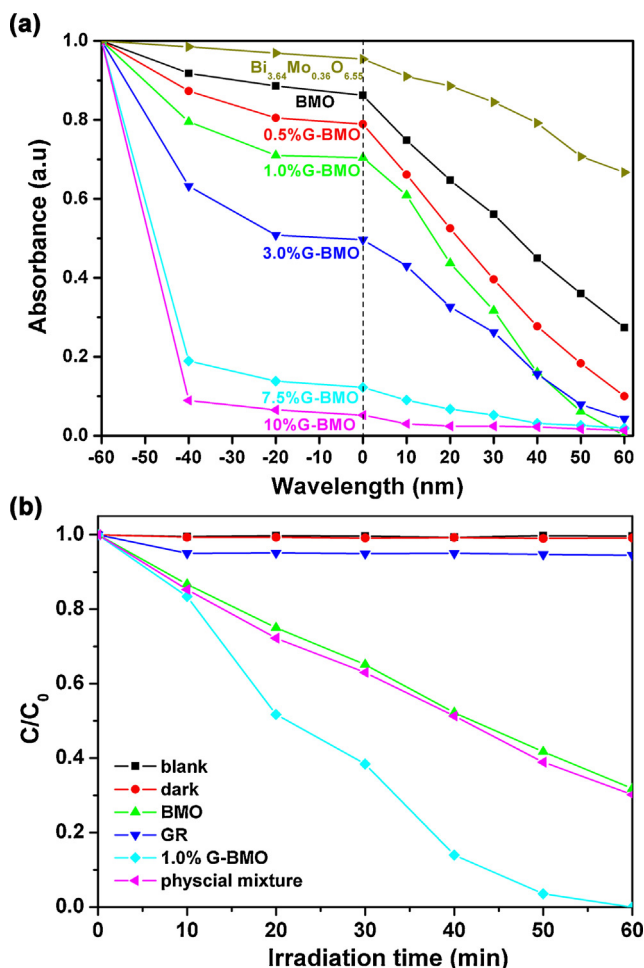 (a)
1.0
0.8
0.6
0.4
0.2
0.0
Absorbance (a.u)
Bi3.64Mo0.36O6.55
BMO
0.5%G-BMO
1.0%G-BMO
3.0%G-BMO
7.5%G-BMO
10%G-BMO
-60 -50 -40 -30 -20 -10 0 10 20 30 40 50 60
Wavelength (nm)
(b)
1.0
0.8
0.6
0.4
0.2
0.0
C/C0
blank
dark
BMO
GR
1.0% G-BMO
physcial mixture
0 10 20 30 40 50 60
Irradiation time (min)